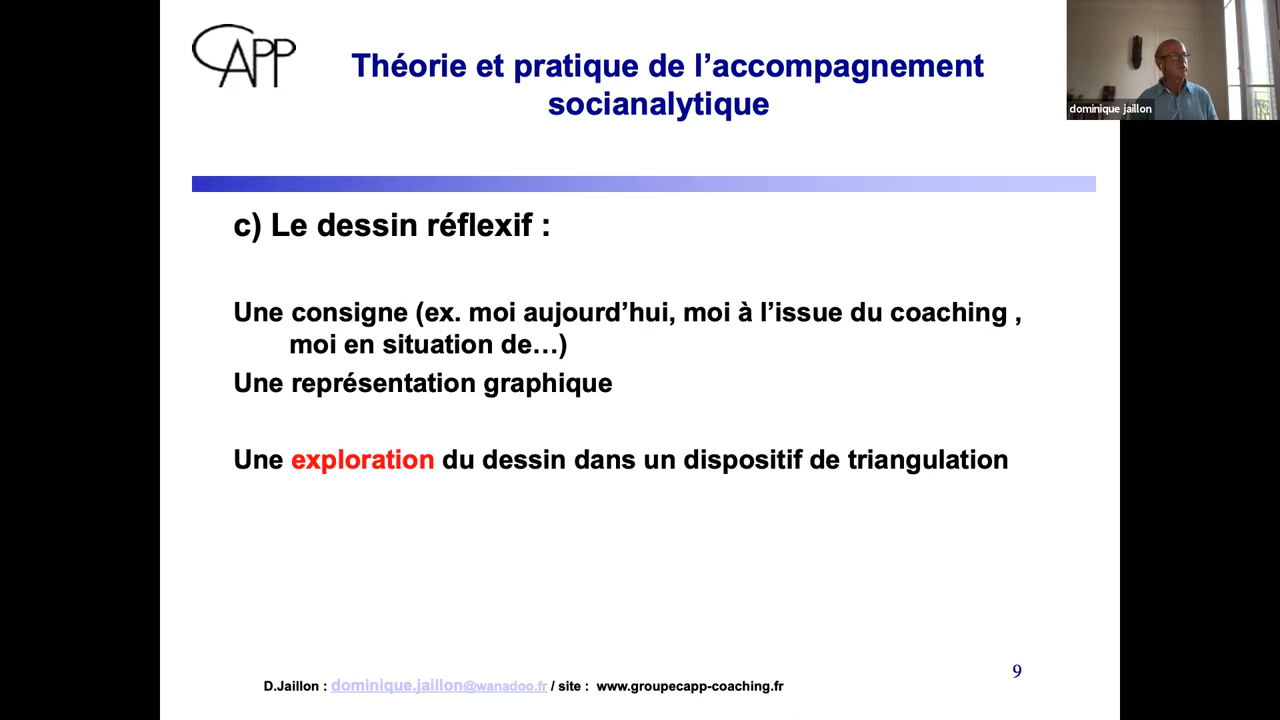 CAPP
Théorie et pratique de l’accompagnement
socianalytique
dominique jaillon
c) Le dessin réflexif :
Une consigne (ex. moi aujourd’hui, moi à l’issue du coaching ,
moi en situation de…)
Une représentation graphique
Une exploration du dessin dans un dispositif de triangulation
9
D.Jaillon : dominique.jaillon@wanadoo.fr / site : www.groupecapp-coaching.fr